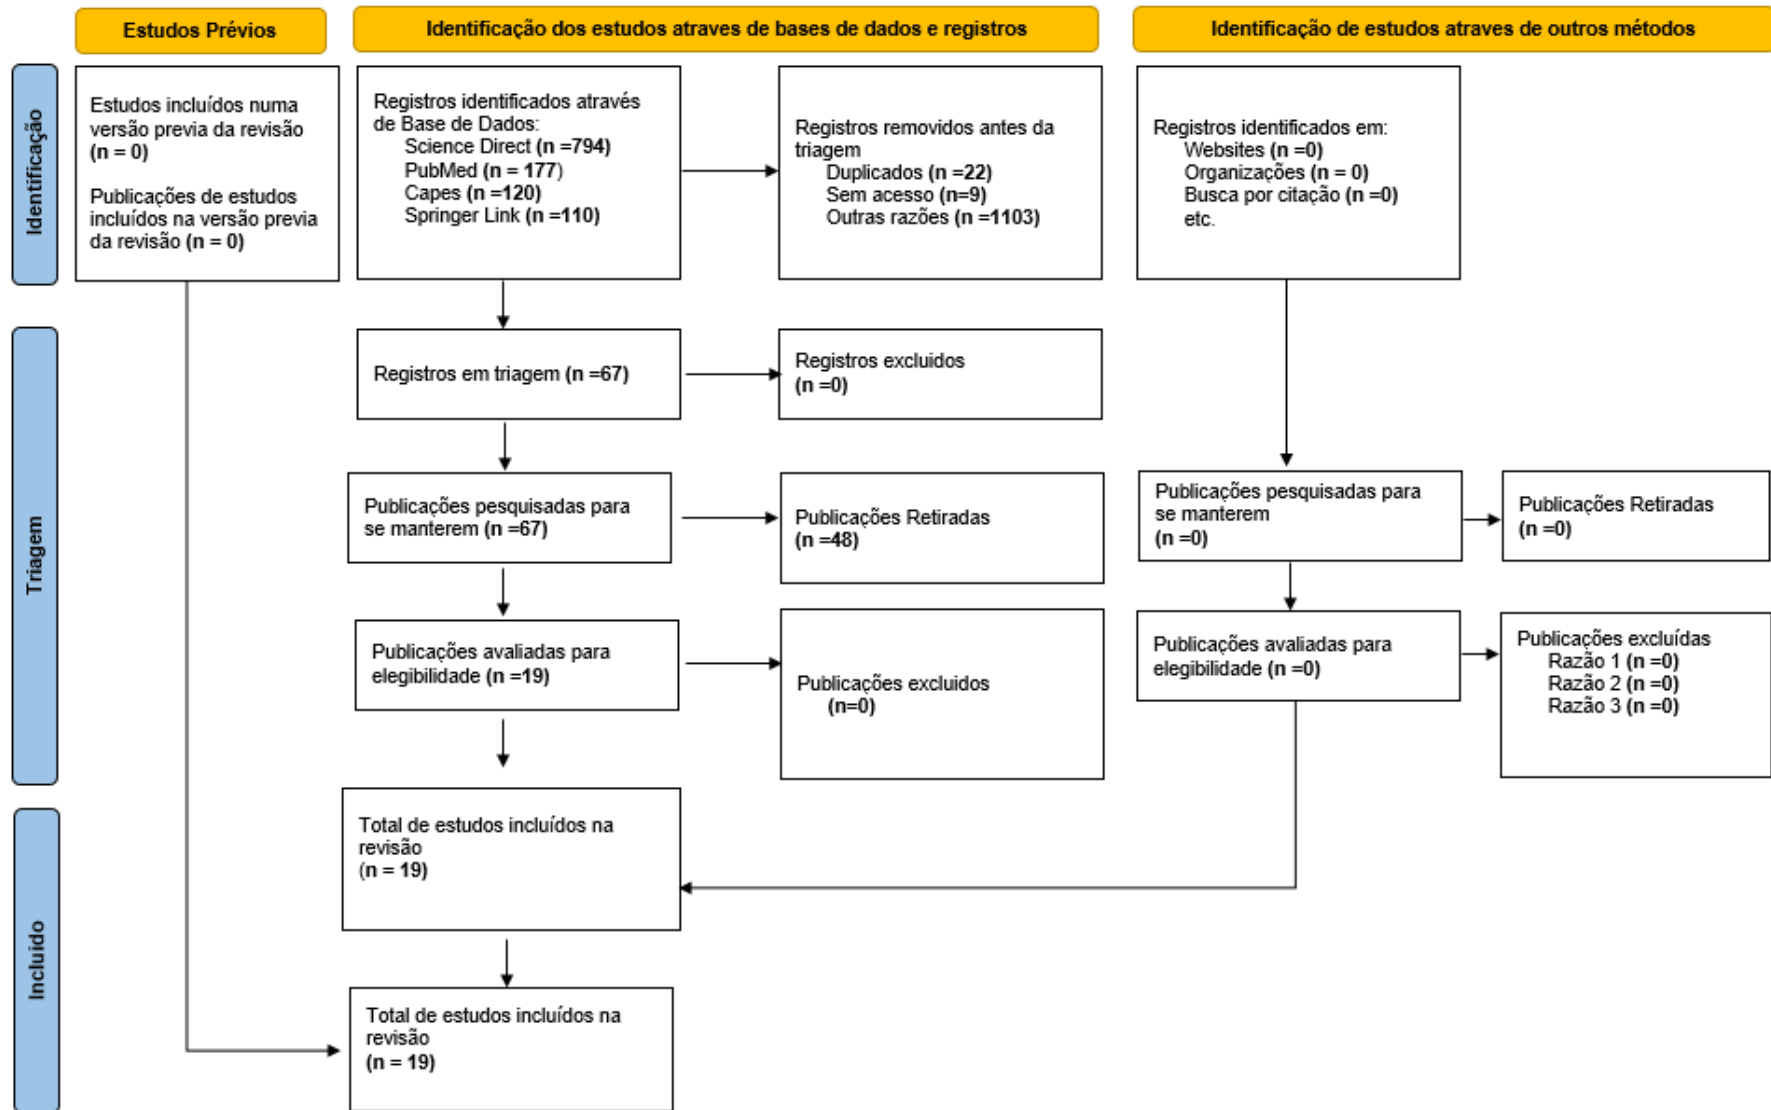 Estudos Prévios
Identificação dos estudos atraves de bases de dados e registros
Identificação de estudos atraves de outros métodos
Identificação
Estudos incluídos numa
versão previa da revisão
(n = 0)
Publicações de estudos
incluídos na versão previa
da revisão (n = 0)
Registros identificados através
de Base de Dados:
Science Direct (n =794)
PubMed (n = 177)
Capes (n =120)
Springer Link (n =110)
Registros removidos antes da
triagem
Duplicados (n =22)
Sem acesso (n=9)
Outras razões (n =1103)
Registros identificados em:
Websites (n =0)
Organizações (n = 0)
Busca por citação (n =0)
etc.
Triagem
Registros em triagem (n =67)
Registros excluidos
(n =0)
Publicações pesquisadas para
se manterem (n =67)
Publicações Retiradas
(n =48)
Publicações pesquisadas para
se manterem
(n =0)
Publicações Retiradas
(n =0)
Publicações avaliadas para
elegibilidade (n =19)
Publicações excluidos
(n=0)
Publicações avaliadas para
elegibilidade (n =0)
Publicações excluídas
Razão 1 (n =0)
Razão 2 (n =0)
Razão 3 (n =0)
Incluido
Total de estudos incluídos na
revisão
(n = 19)
Total de estudos incluídos na
revisão
(n = 19)